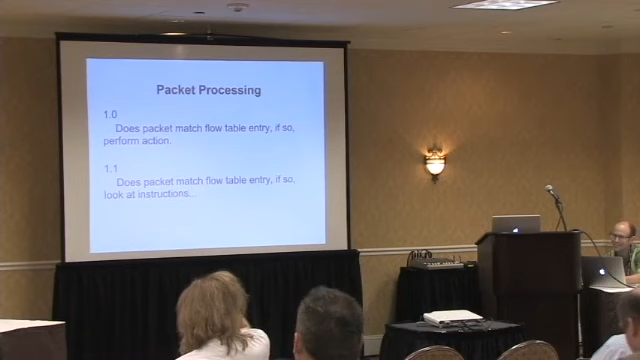 Packet Processing
1.0
Does packet match flow table entry, if so,
perform action.
1.1
Does packet match flow table entry, if so,
look at instructions...